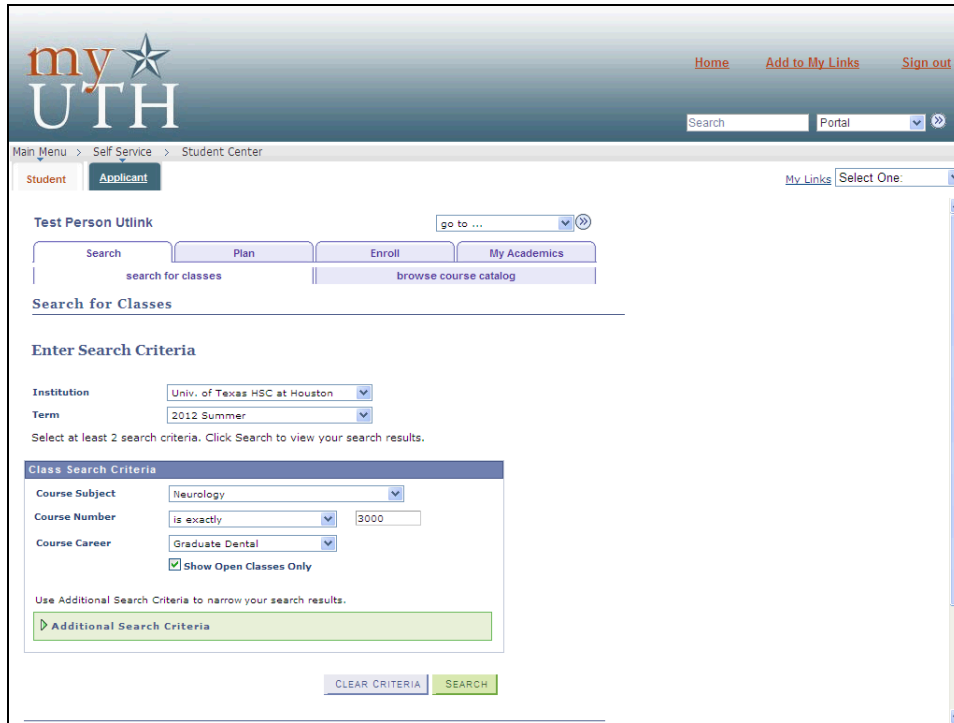 my
UTH
Home Add to My Links Sign out
Search Portal
Main Menu > Self Service > Student Center
Student Applicant My Links Select One:
Test Person Utlink go to ...
Search Plan Enroll My Academics
search for classes browse course catalog
Search for Classes
Enter Search Criteria
Institution Univ. of Texas HSC at Houston
Term 2012 Summer
Select at least 2 search criteria. Click Search to view your search results.
Class Search Criteria
Course Subject Neurology
Course Number is exactly 3000
Course Career Graduate Dental
Show Open Classes Only
Use Additional Search Criteria to narrow your search results.
Additional Search Criteria
CLEAR CRITERIA SEARCH